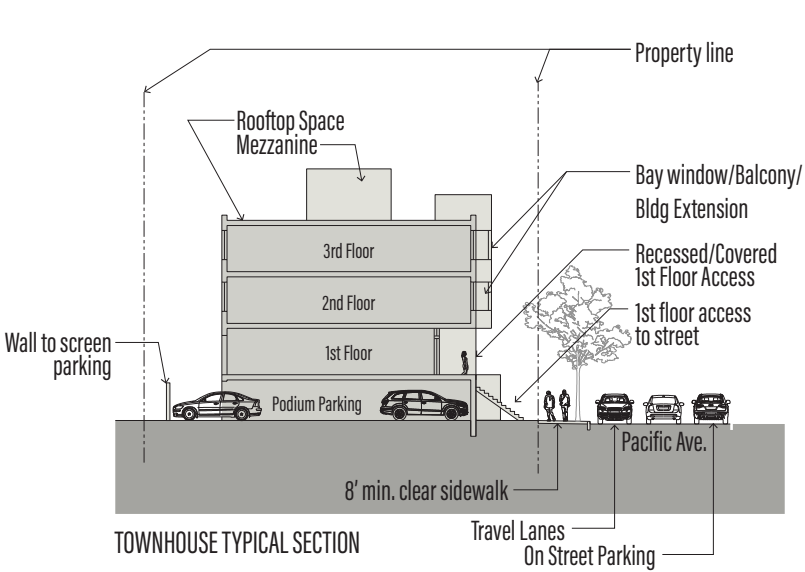 Property line
Rooftop Space
Mezzanine
Bay window/Balcony/
Bldg Extension
3rd Floor
Recessed/Covered
1st Floor Access
2nd Floor
1st floor access
to street
Wall to screen
parking
1st Floor
Podium Parking
Pacific Ave.
8' min. clear sidewalk
Travel Lanes
On Street Parking
TOWNHOUSE TYPICAL SECTION